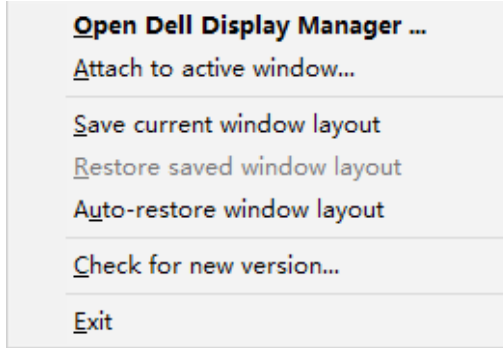 Open Dell Display Manager ...
Attach to active window...
Save current window layout
Restore saved window layout
Auto-restore window layout
Check for new version...
Exit